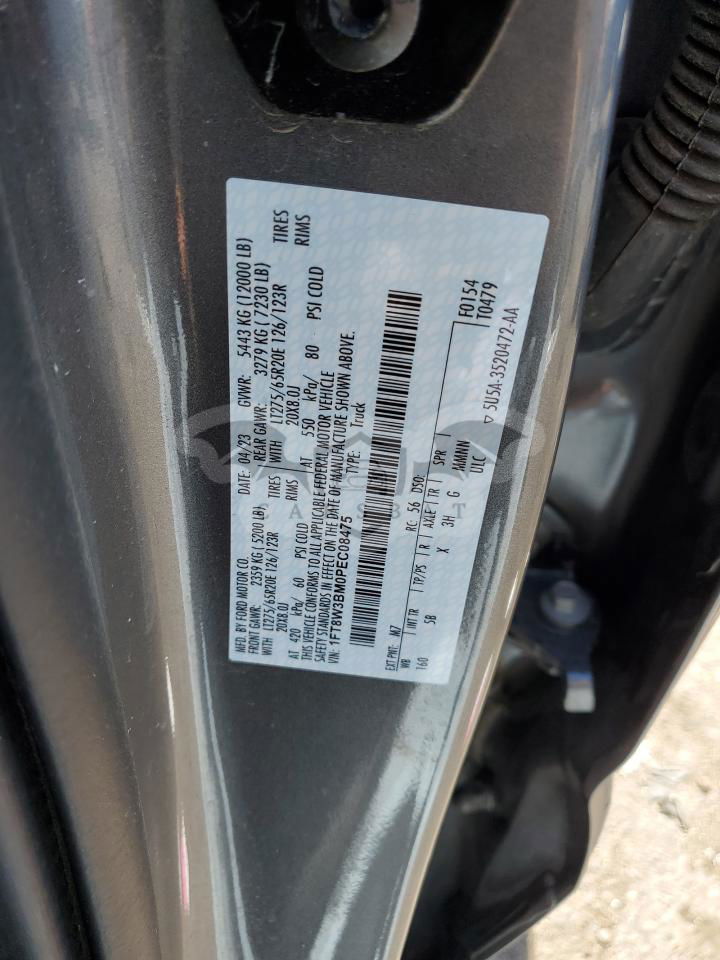 MFD. BY FORD MOTOR CO.
DATE: 04/23 GVWR: 5443 KG (12000 LB)
FRONT GAWR: 2359 KG ( 5200 LB) REAR GAWR: 3279 KG ( 7230 LB)
WITH LT275/65R20E 126/123R TIRES WITH LT275/65R20E 126/123R TIRES
20X8.0J RIMS 20X8.0J RIMS
AT 420 kPa/ 60 PSI COLD AT 550 kPa/ 80 PSI COLD
THIS VEHICLE CONFORMS TO ALL APPLICABLE FEDERAL MOTOR VEHICLE
SAFETY STANDARDS IN EFFECT ON THE DATE OF MANUFACTURE SHOWN ABOVE.
VIN: 1FT8W3BM0PEC08475 TYPE: Truck
F0154
T0479
EXT PNT: M7 RC: 56 DSO:
WB INT TR TP/PS R AXLE TR SPR
160 SB X 3H G AMANN
UILC
▽ 5U5A-3520472-AA